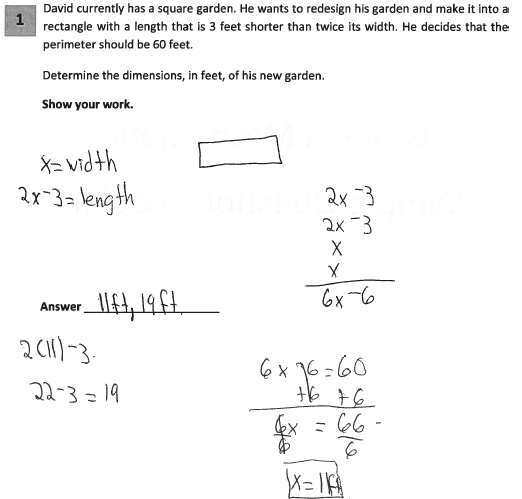 1
David currently has a square garden. He wants to redesign his garden and make it into a
rectangle with a length that is 3 feet shorter than twice its width. He decides that the
perimeter should be 60 feet.
Determine the dimensions, in feet, of his new garden.
Show your work.
x = width
2x-3 = length
2x-3
2x-3
x
x
6x-6
Answer 11ft, 19ft.
2(11)-3.
22-3 = 19
6x-6=60
+6 +6
6x = 66
6 6
x = 11ft